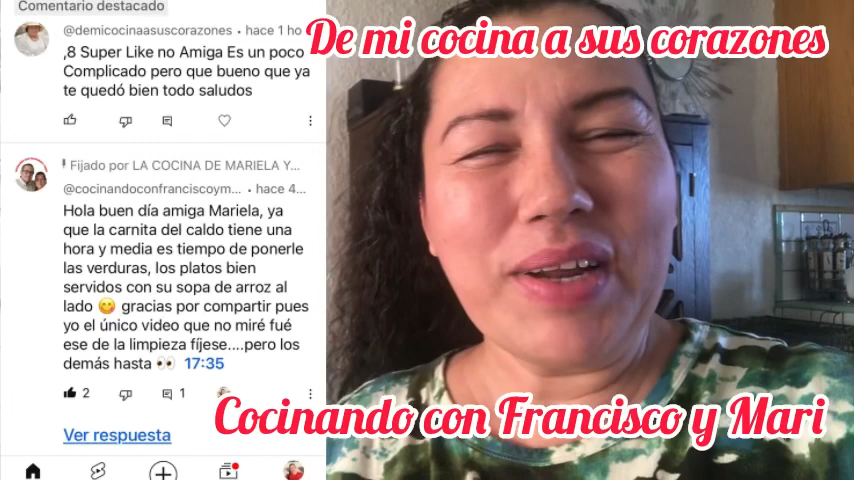 Comentario destacado
@demicocinaasuscorazones • hace 1 ho
,8 Super Like no Amiga Es un poco
Complicado pero que bueno que ya
te quedó bien todo saludos
Fijado por LA COCINA DE MARIELA Y...
@cocinandoconfranciscoym... • hace 4...
Hola buen día amiga Mariela, ya
que la carnita del caldo tiene una
hora y media es tiempo de ponerle
las verduras, los platos bien
servidos con su sopa de arroz al
lado 😋 gracias por compartir pues
yo el único video que no miré fué
ese de la limpieza fíjese....pero los
demás hasta 👀 17:35
2
1
Ver respuesta
De mi cocina a sus corazones
Cocinando con Francisco y Mari